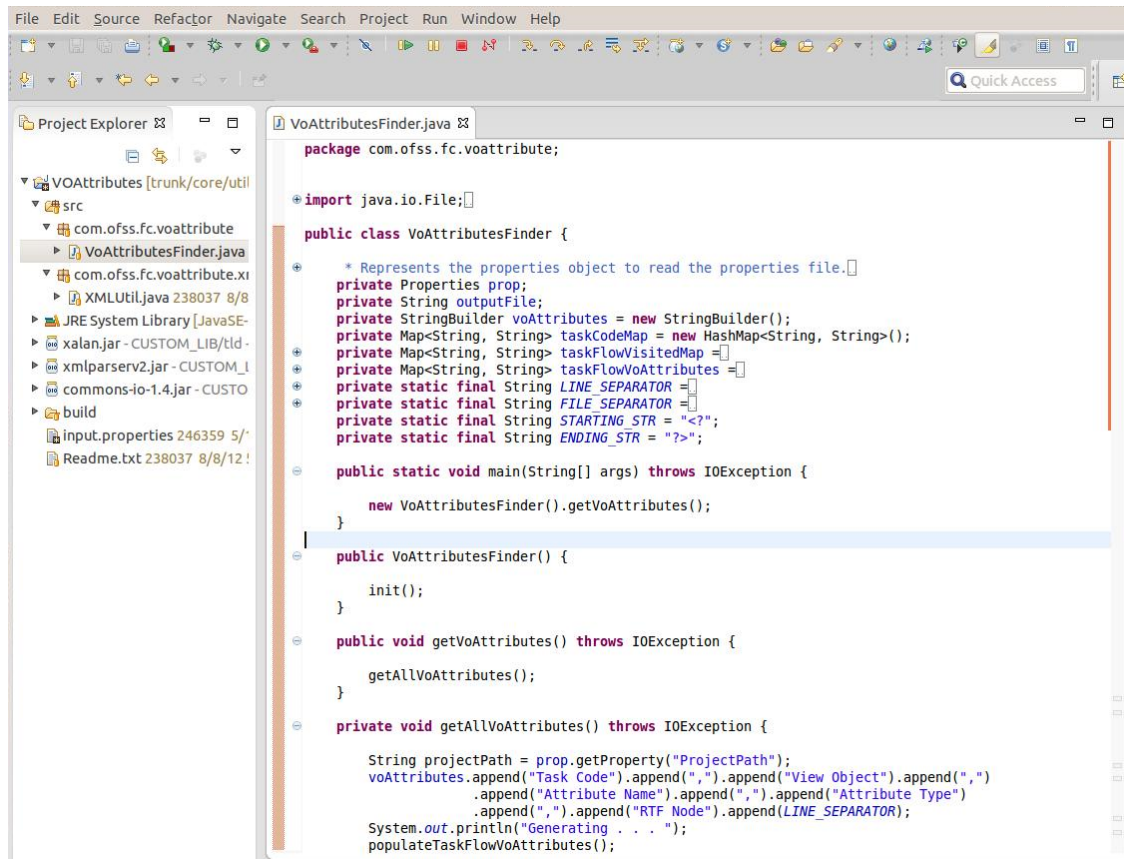 File Edit Source Refactor Navigate Search Project Run Window Help
Quick Access
Project Explorer
VOAttributes [trunk/core/util
src
com.ofss.fc.voattribute
VoAttributesFinder.java
com.ofss.fc.voattribute.xm
XMLUtil.java 238037 8/8
JRE System Library [JavaSE-
xalan.jar - CUSTOM_LIB/tld -
xmlparserv2.jar - CUSTOM_L
commons-io-1.4.jar - CUSTO
build
input.properties 246359 5/
Readme.txt 238037 8/8/12
VoAttributesFinder.java
package com.ofss.fc.voattribute;
import java.io.File;
public class VoAttributesFinder {
* Represents the properties object to read the properties file.
private Properties prop;
private String outputFile;
private StringBuilder voAttributes = new StringBuilder();
private Map<String, String> taskCodeMap = new HashMap<String, String>();
private Map<String, String> taskFlowVisitedMap =
private Map<String, String> taskFlowVoAttributes =
private static final String LINE_SEPARATOR =
private static final String FILE_SEPARATOR =
private static final String STARTING_STR = "<?";
private static final String ENDING_STR = "?>";
public static void main(String[] args) throws IOException {
new VoAttributesFinder().getVoAttributes();
}
public VoAttributesFinder() {
init();
}
public void getVoAttributes() throws IOException {
getAllVoAttributes();
}
private void getAllVoAttributes() throws IOException {
String projectPath = prop.getProperty("ProjectPath");
voAttributes.append("Task Code").append(",").append("View Object").append(",")
.append("Attribute Name").append(",").append("Attribute Type")
.append(",").append("RTF Node").append(LINE_SEPARATOR);
System.out.println("Generating . . . ");
populateTaskFlowVoAttributes();